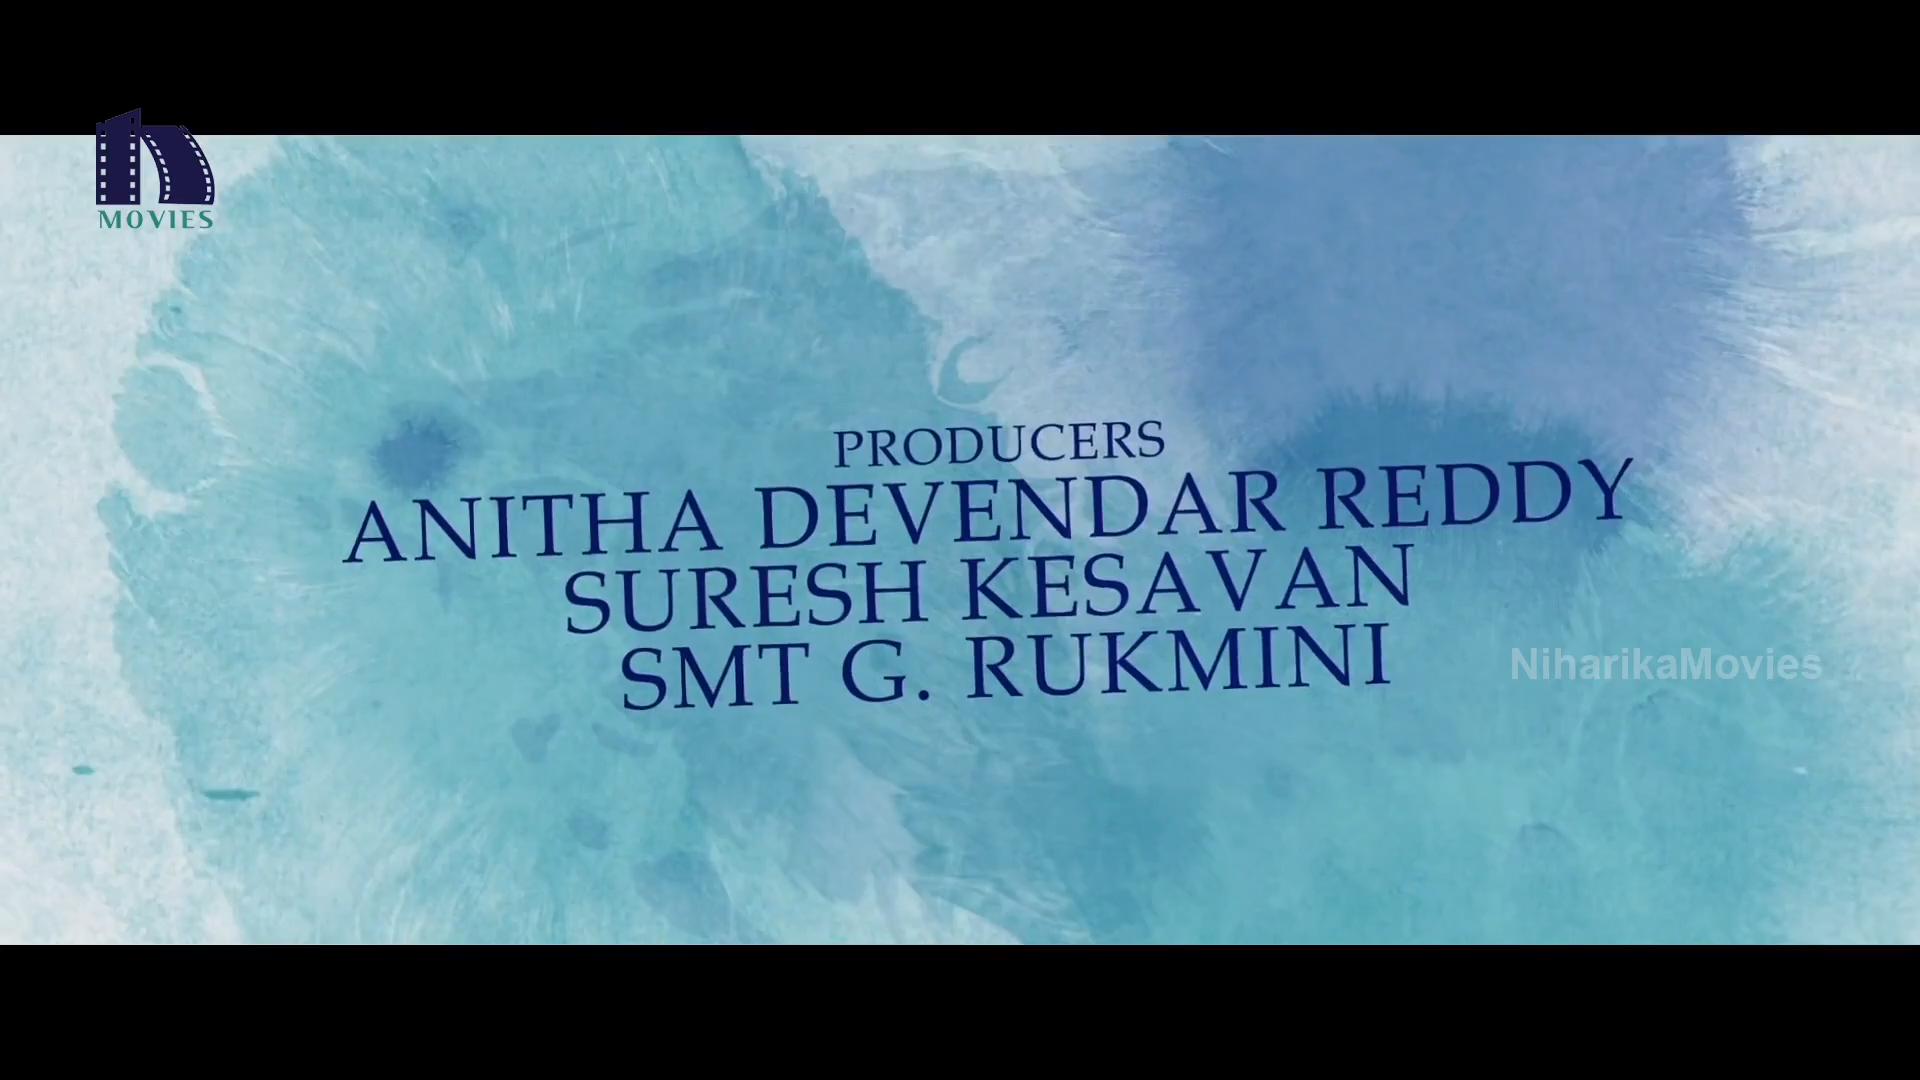 MOVIES
PRODUCERS
ANITHA DEVENDAR REDDY
SURESH KESAVAN
SMT G. RUKMINI
NiharikaMovies